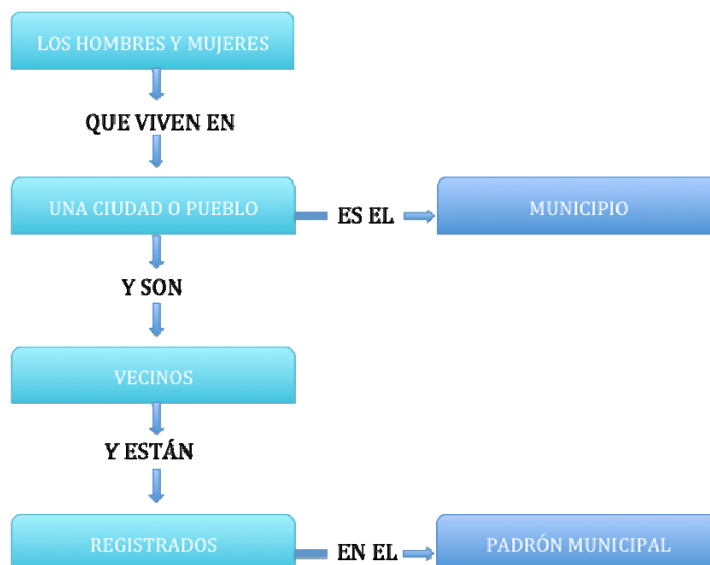 LOS HOMBRES Y MUJERES
QUE VIVEN EN
UNA CIUDAD O PUEBLO
ES EL
MUNICIPIO
Y SON
VECINOS
Y ESTÁN
REGISTRADOS
EN EL
PADRÓN MUNICIPAL